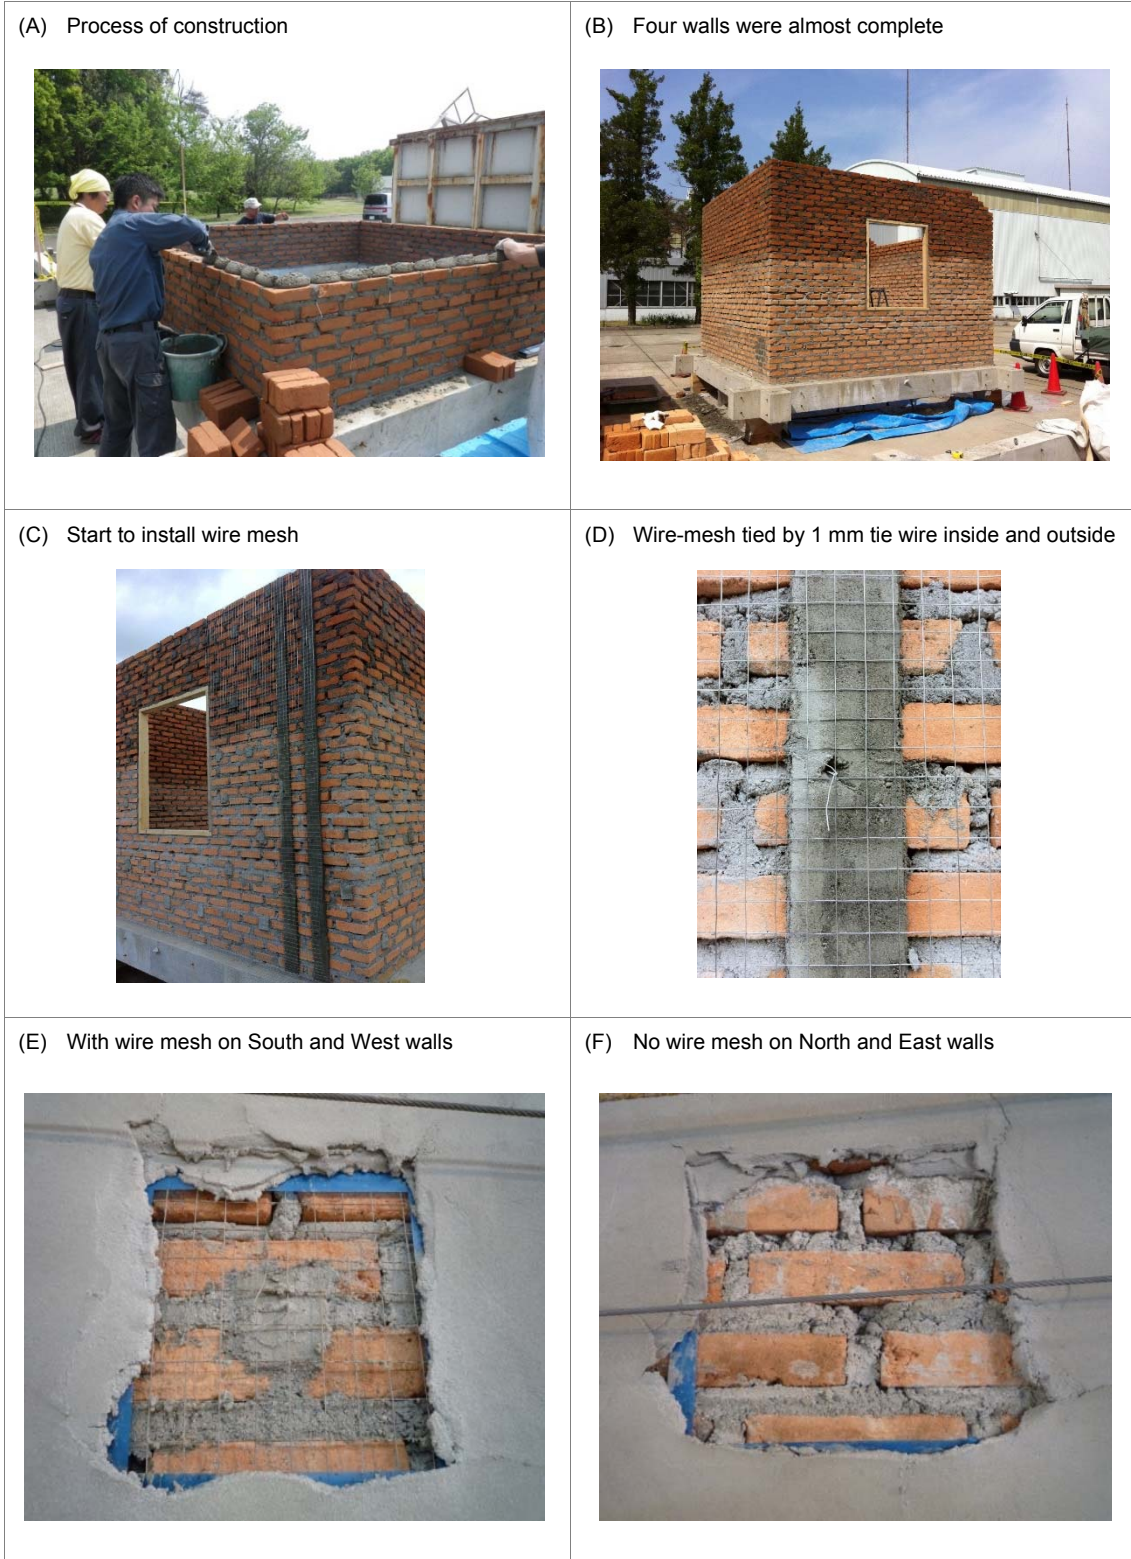 (A) Process of construction
(B) Four walls were almost complete
(C) Start to install wire mesh
(D) Wire-mesh tied by 1 mm tie wire inside and outside
(E) With wire mesh on South and West walls
(F) No wire mesh on North and East walls